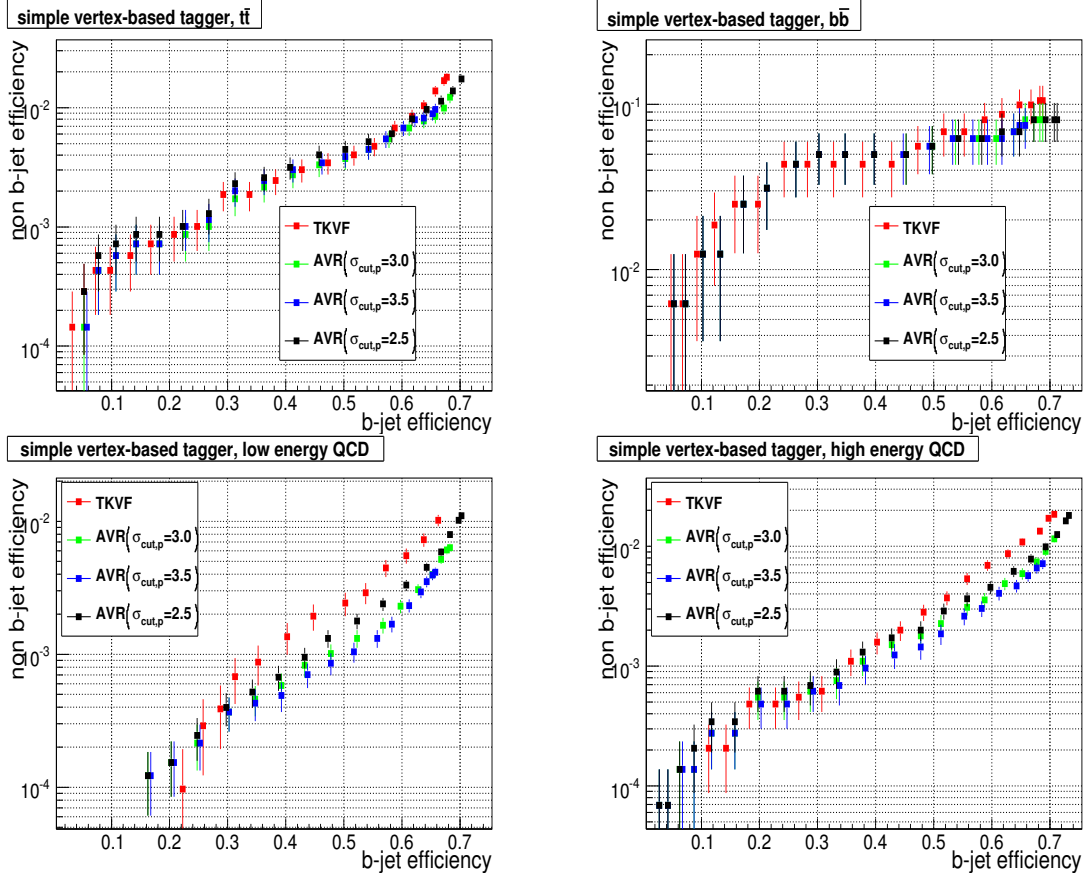 simple vertex-based tagger, tt̄
non b-jet efficiency
10⁻²
10⁻³
10⁻⁴
TKVF
AVR(σcut,p=3.0)
AVR(σcut,p=3.5)
AVR(σcut,p=2.5)
0.1 0.2 0.3 0.4 0.5 0.6 0.7
b-jet efficiency
simple vertex-based tagger, bb̄
non b-jet efficiency
10⁻¹
10⁻²
TKVF
AVR(σcut,p=3.0)
AVR(σcut,p=3.5)
AVR(σcut,p=2.5)
0.1 0.2 0.3 0.4 0.5 0.6 0.7
b-jet efficiency
simple vertex-based tagger, low energy QCD
non b-jet efficiency
10⁻²
10⁻³
10⁻⁴
TKVF
AVR(σcut,p=3.0)
AVR(σcut,p=3.5)
AVR(σcut,p=2.5)
0.1 0.2 0.3 0.4 0.5 0.6 0.7
b-jet efficiency
simple vertex-based tagger, high energy QCD
non b-jet efficiency
10⁻²
10⁻³
10⁻⁴
TKVF
AVR(σcut,p=3.0)
AVR(σcut,p=3.5)
AVR(σcut,p=2.5)
0.1 0.2 0.3 0.4 0.5 0.6 0.7
b-jet efficiency